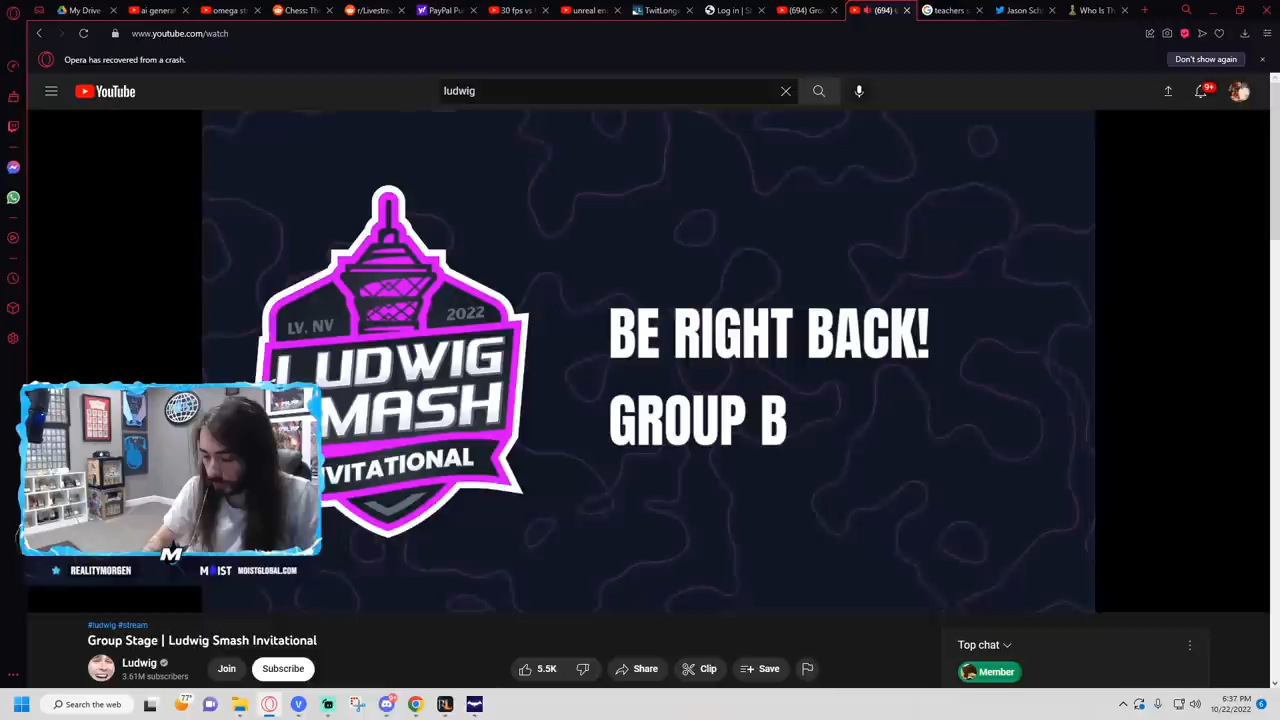 My Drive
ai generat
omega st
Chess: Th
r/Livestrea
PayPal Pu
30 fps vs
unreal en
TwitLong
Log in | S
(694) Gro
(694)
teachers a
Jason Sch
Who Is Th
www.youtube.com/watch
Opera has recovered from a crash.
Don't show again
YouTube
ludwig
9+
LV, NV
2022
LUDWIG
SMASH
INVITATIONAL
BE RIGHT BACK!
GROUP B
M
REALITYMORGEN
MOIST
MOISTGLOBAL.COM
#ludwig #stream
Group Stage | Ludwig Smash Invitational
Ludwig
3.61M subscribers
Join
Subscribe
5.5K
Share
Clip
Save
Top chat
Member
Search the web
77°
6:37 PM
10/22/2022
6